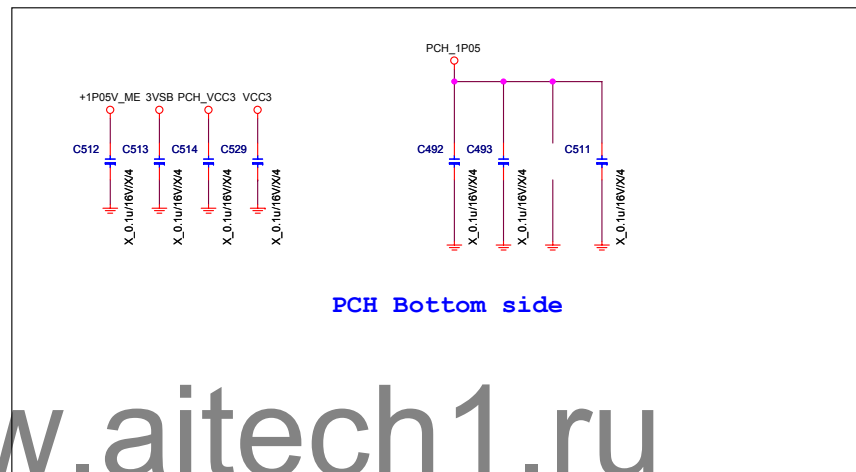 PCH_1P05
+1P05V_ME 3VSB PCH_VCC3 VCC3
C512 C513 C514 C529 C492 C493 C511
X_0.1u/16V/X/4
X_0.1u/16V/X/4
X_0.1u/16V/X/4
X_0.1u/16V/X/4
X_0.1u/16V/X/4
X_0.1u/16V/X/4
X_0.1u/16V/X/4
PCH Bottom side
w.aitech1.ru